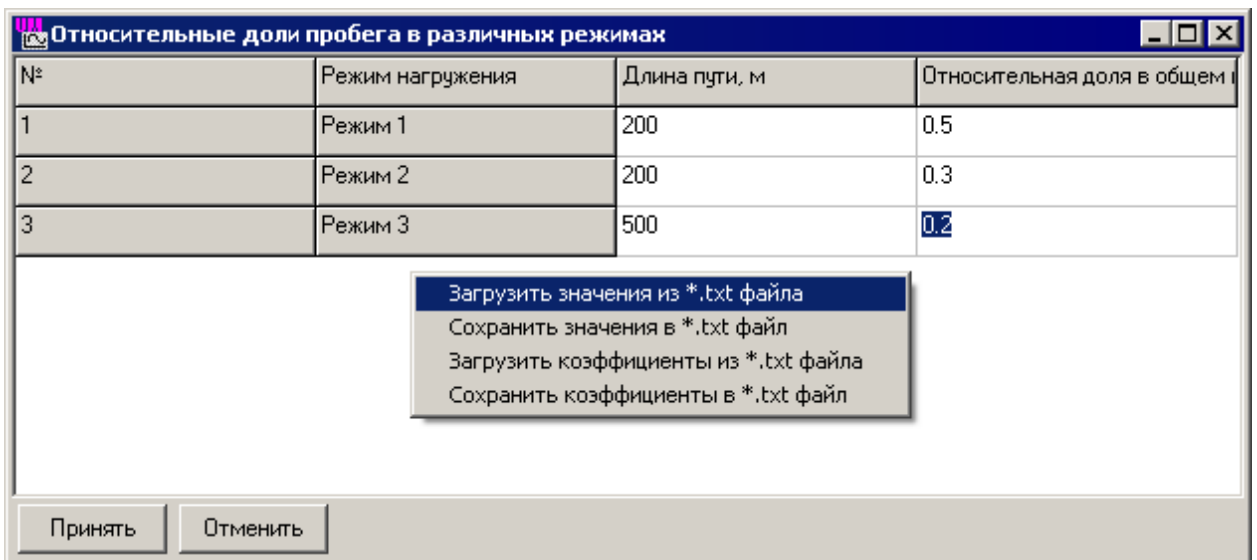 Относительные доли пробега в различных режимах
№ Режим нагружения Длина пути, м Относительная доля в общем
1 Режим 1 200 0.5
2 Режим 2 200 0.3
3 Режим 3 500 0.2
Загрузить значения из *.txt файла
Сохранить значения в *.txt файл
Загрузить коэффициенты из *.txt файла
Сохранить коэффициенты в *.txt файл
Принять Отменить